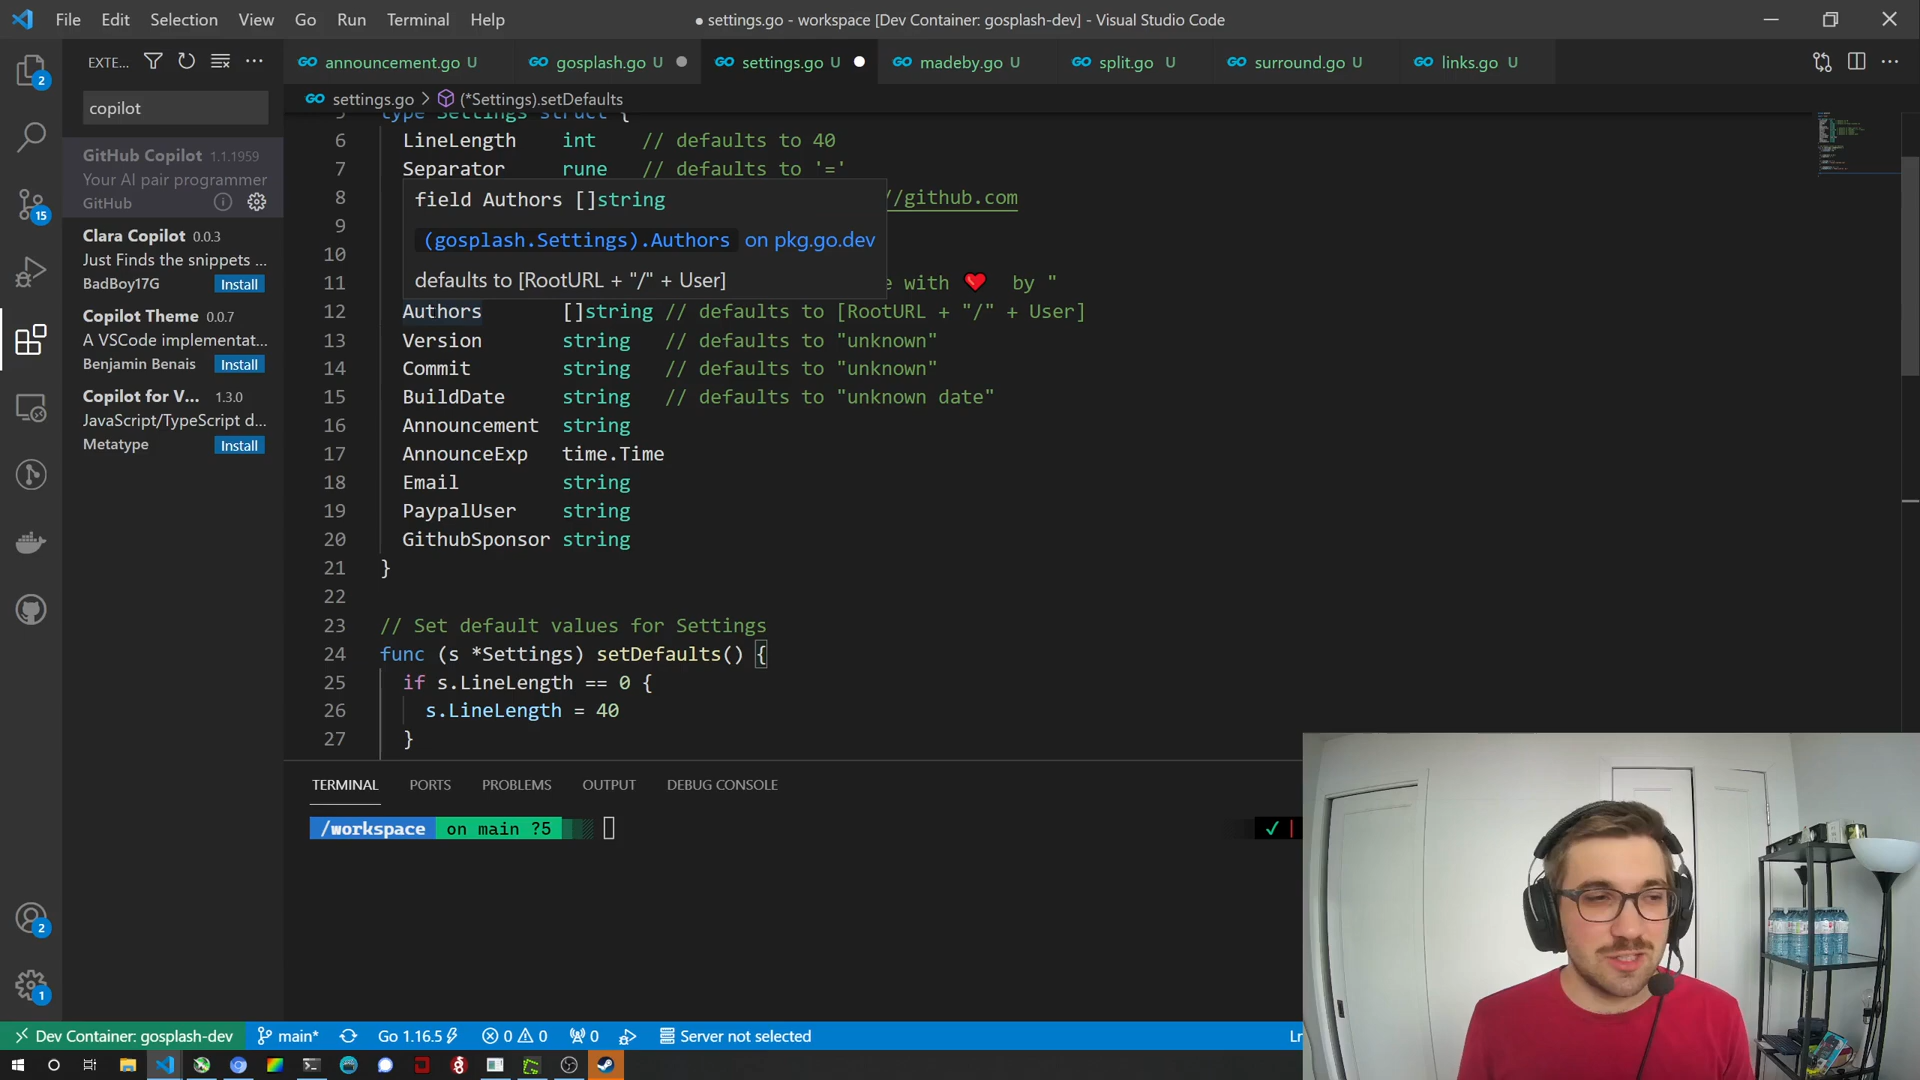 File Edit Selection View Go Run Terminal Help
● settings.go - workspace [Dev Container: gosplash-dev] - Visual Studio Code
EXTE...
announcement.go U
gosplash.go U
settings.go U
madeby.go U
split.go U
surround.go U
links.go U
settings.go > (*Settings).setDefaults
copilot
GitHub Copilot 1.1.1959
Your AI pair programmer
GitHub
Clara Copilot 0.0.3
Just Finds the snippets ...
BadBoy17G Install
Copilot Theme 0.0.7
A VSCode implementat...
Benjamin Benais Install
Copilot for V... 1.3.0
JavaScript/TypeScript d...
Metatype Install
2
15
2
1
5 type Settings struct {
6 LineLength int // defaults to 40
7 Separator rune // defaults to '='
8 //github.com
9
10
11 e with ❤ by "
field Authors []string
(gosplash.Settings).Authors on pkg.go.dev
defaults to [RootURL + "/" + User]
12 Authors []string // defaults to [RootURL + "/" + User]
13 Version string // defaults to "unknown"
14 Commit string // defaults to "unknown"
15 BuildDate string // defaults to "unknown date"
16 Announcement string
17 AnnounceExp time.Time
18 Email string
19 PaypalUser string
20 GithubSponsor string
21 }
22
23 // Set default values for Settings
24 func (s *Settings) setDefaults() {
25 if s.LineLength == 0 {
26 s.LineLength = 40
27 }
TERMINAL PORTS PROBLEMS OUTPUT DEBUG CONSOLE
/workspace on main ?5
Dev Container: gosplash-dev main* Go 1.16.5 0 0 0 Server not selected Ln